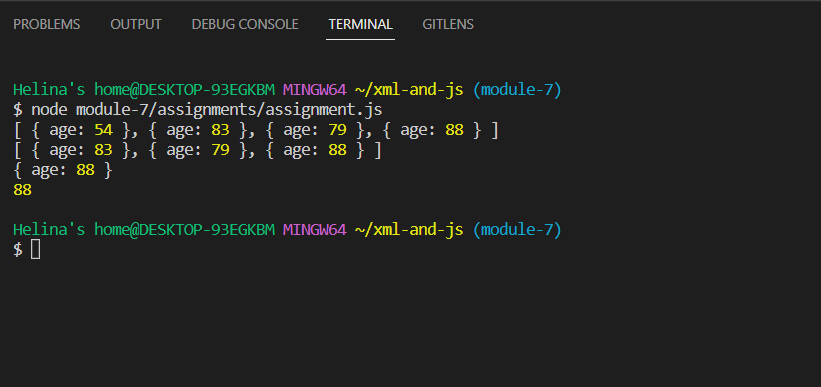 PROBLEMS OUTPUT DEBUG CONSOLE TERMINAL GITLENS
Helina's home@DESKTOP-93EGKBM MINGW64 ~/xml-and-js (module-7)
$ node module-7/assignments/assignment.js
[ { age: 54 }, { age: 83 }, { age: 79 }, { age: 88 } ]
[ { age: 83 }, { age: 79 }, { age: 88 } ]
{ age: 88 }
88
Helina's home@DESKTOP-93EGKBM MINGW64 ~/xml-and-js (module-7)
$